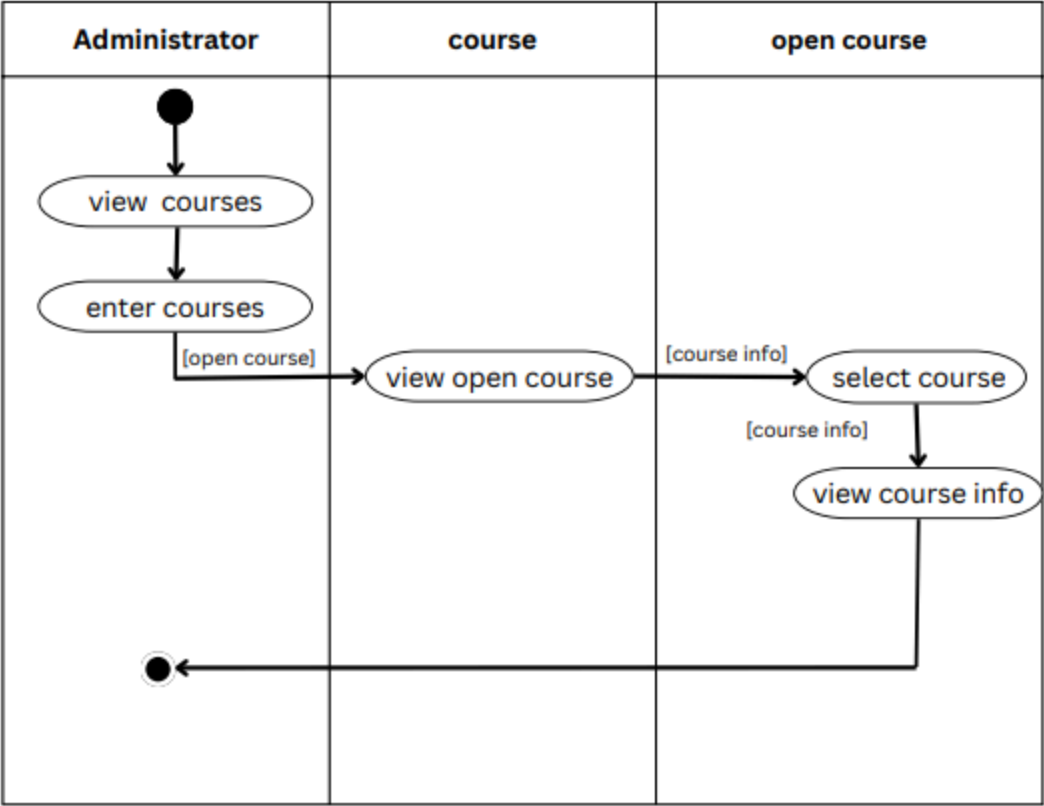 Administrator
course
open course
view courses
enter courses
[open course]
view open course
[course info]
select course
[course info]
view course info